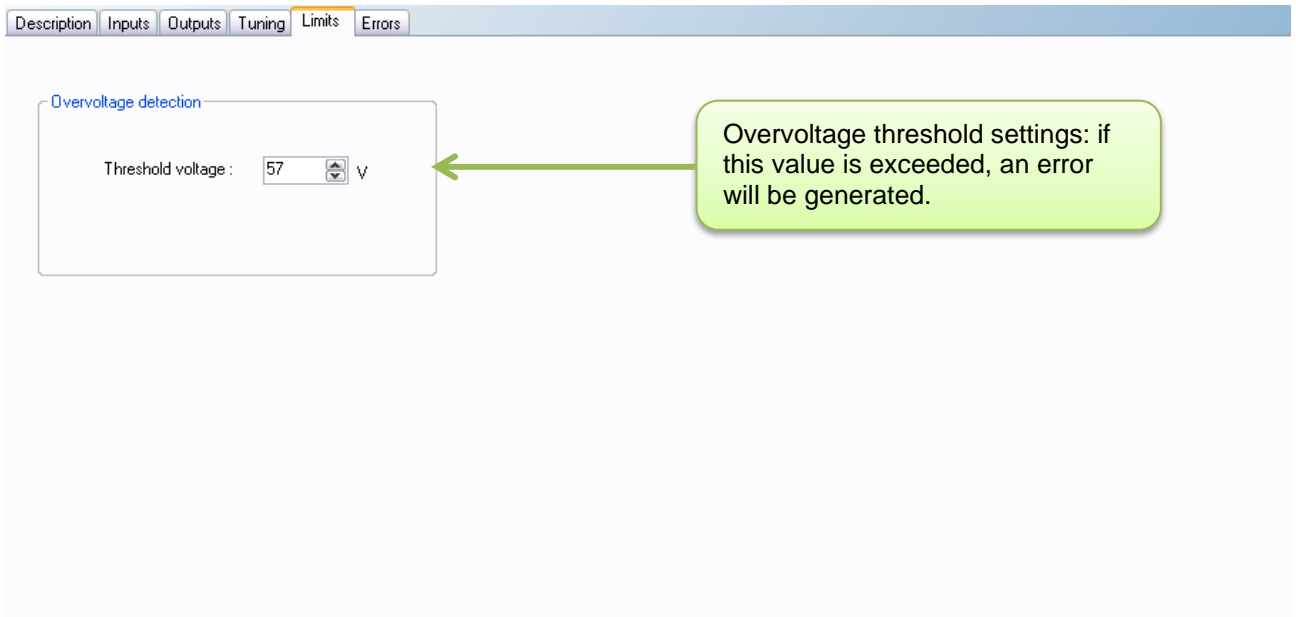 Description Inputs Outputs Tuning Limits Errors
Overvoltage detection
Threshold voltage : 57 V
Overvoltage threshold settings: if
this value is exceeded, an error
will be generated.